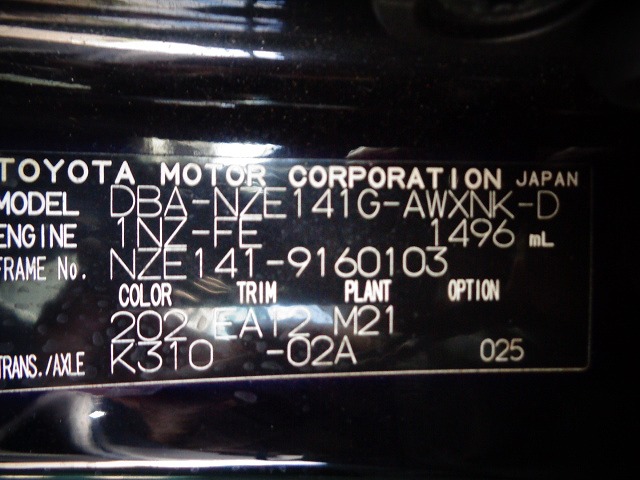 TOYOTA MOTOR CORPORATION JAPAN
MODEL DBA-NZE141G-AWXNK-D
ENGINE 1NZ-FE 1496 mL
FRAME No. NZE141-9160103
COLOR TRIM PLANT OPTION
202 EA12 M21
TRANS./AXLE K310 -02A 025